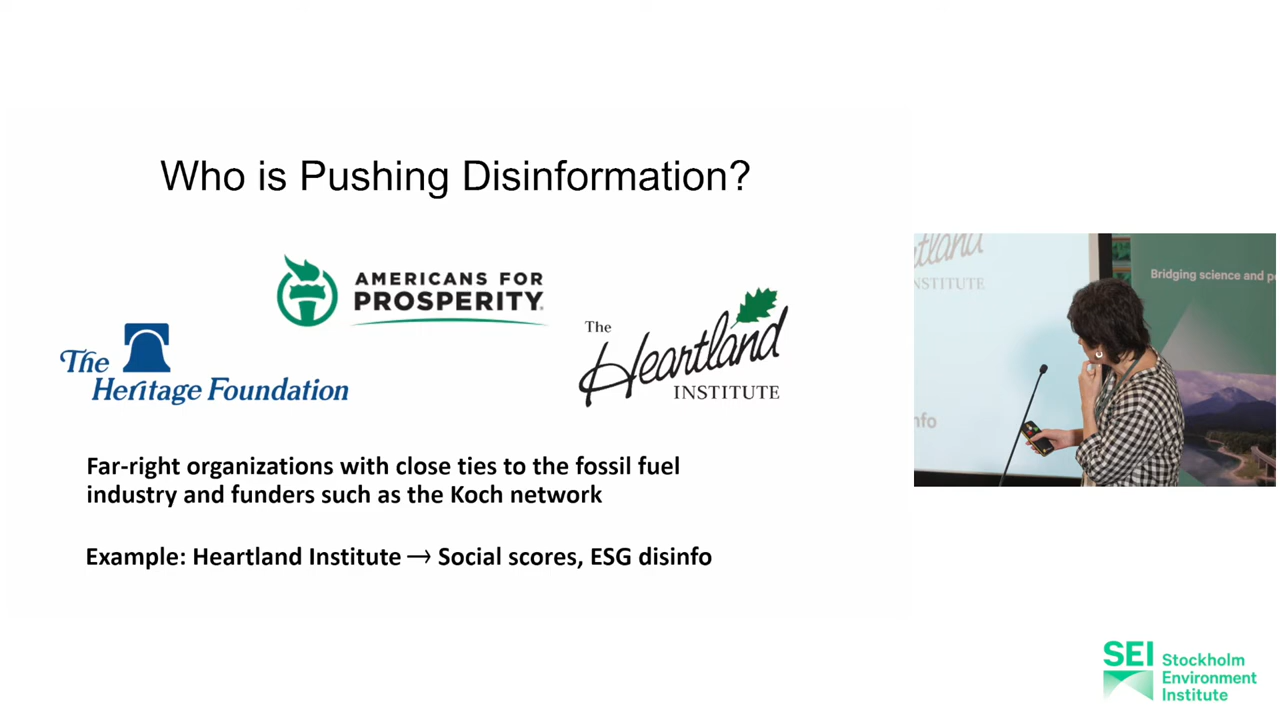 Who is Pushing Disinformation?
AMERICANS FOR
PROSPERITY
The
Heartland
INSTITUTE
The
Heritage Foundation
Far-right organizations with close ties to the fossil fuel
industry and funders such as the Koch network
Example: Heartland Institute → Social scores, ESG disinfo
INSTITUTE
Bridging science and
SEI Stockholm
Environment
Institute